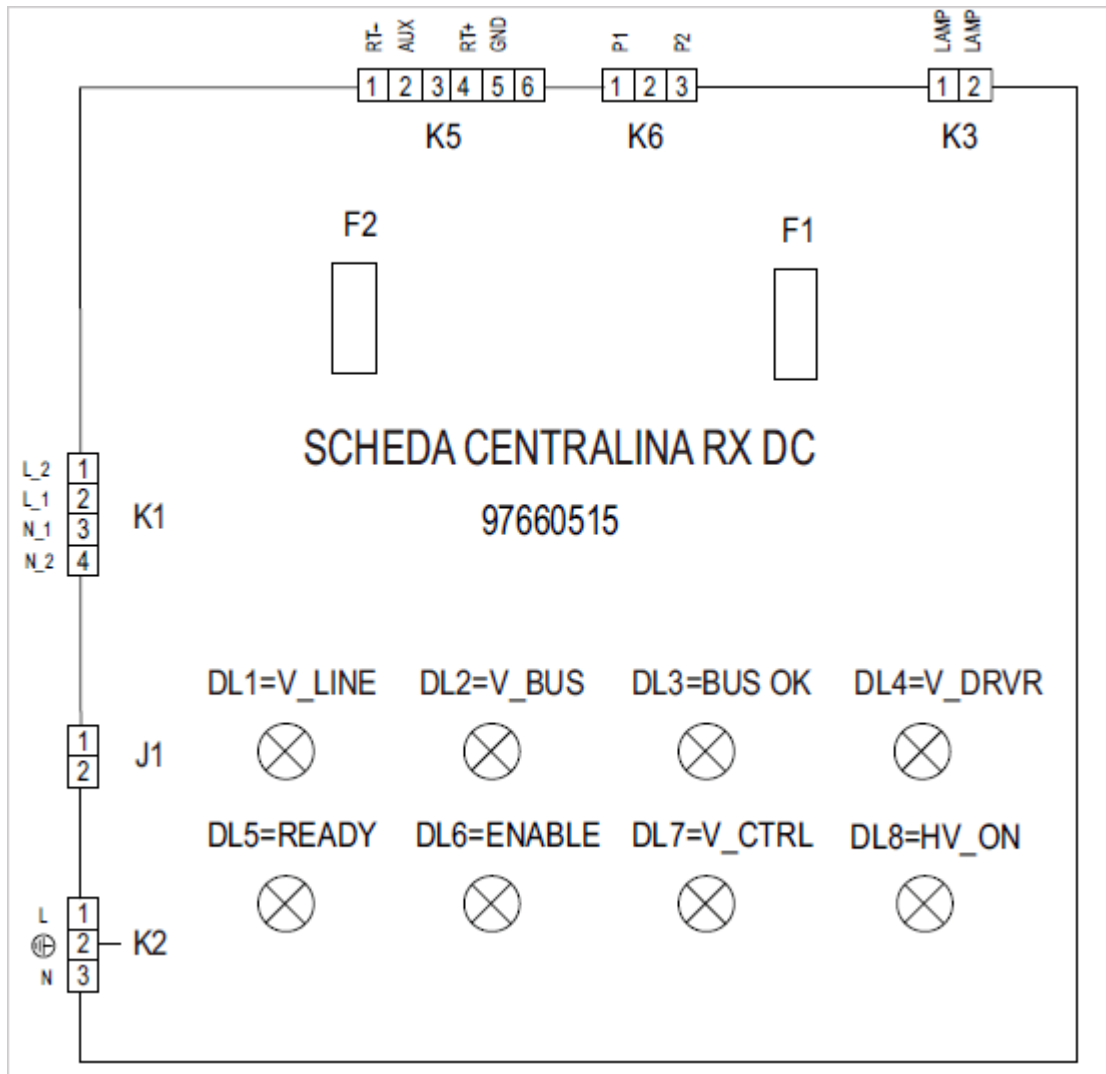 RT- AUX RT+ GND P1 P2 LAMP LAMP
1 2 3 4 5 6 1 2 3 1 2
K5 K6 K3
F2 F1
SCHEDA CENTRALINA RX DC
97660515
L_2 1
L_1 2
N_1 3
N_2 4
K1
DL1=V_LINE DL2=V_BUS DL3=BUS OK DL4=V_DRVR
1
2
J1
DL5=READY DL6=ENABLE DL7=V_CTRL DL8=HV_ON
L 1
2 K2
N 3